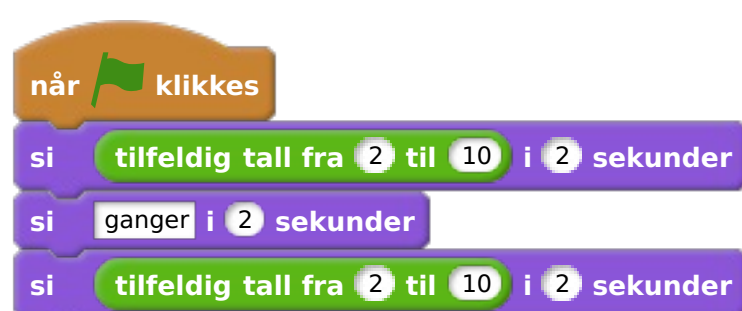 når klikkes
si tilfeldig tall fra 2 til 10 i 2 sekunder
si ganger i 2 sekunder
si tilfeldig tall fra 2 til 10 i 2 sekunder